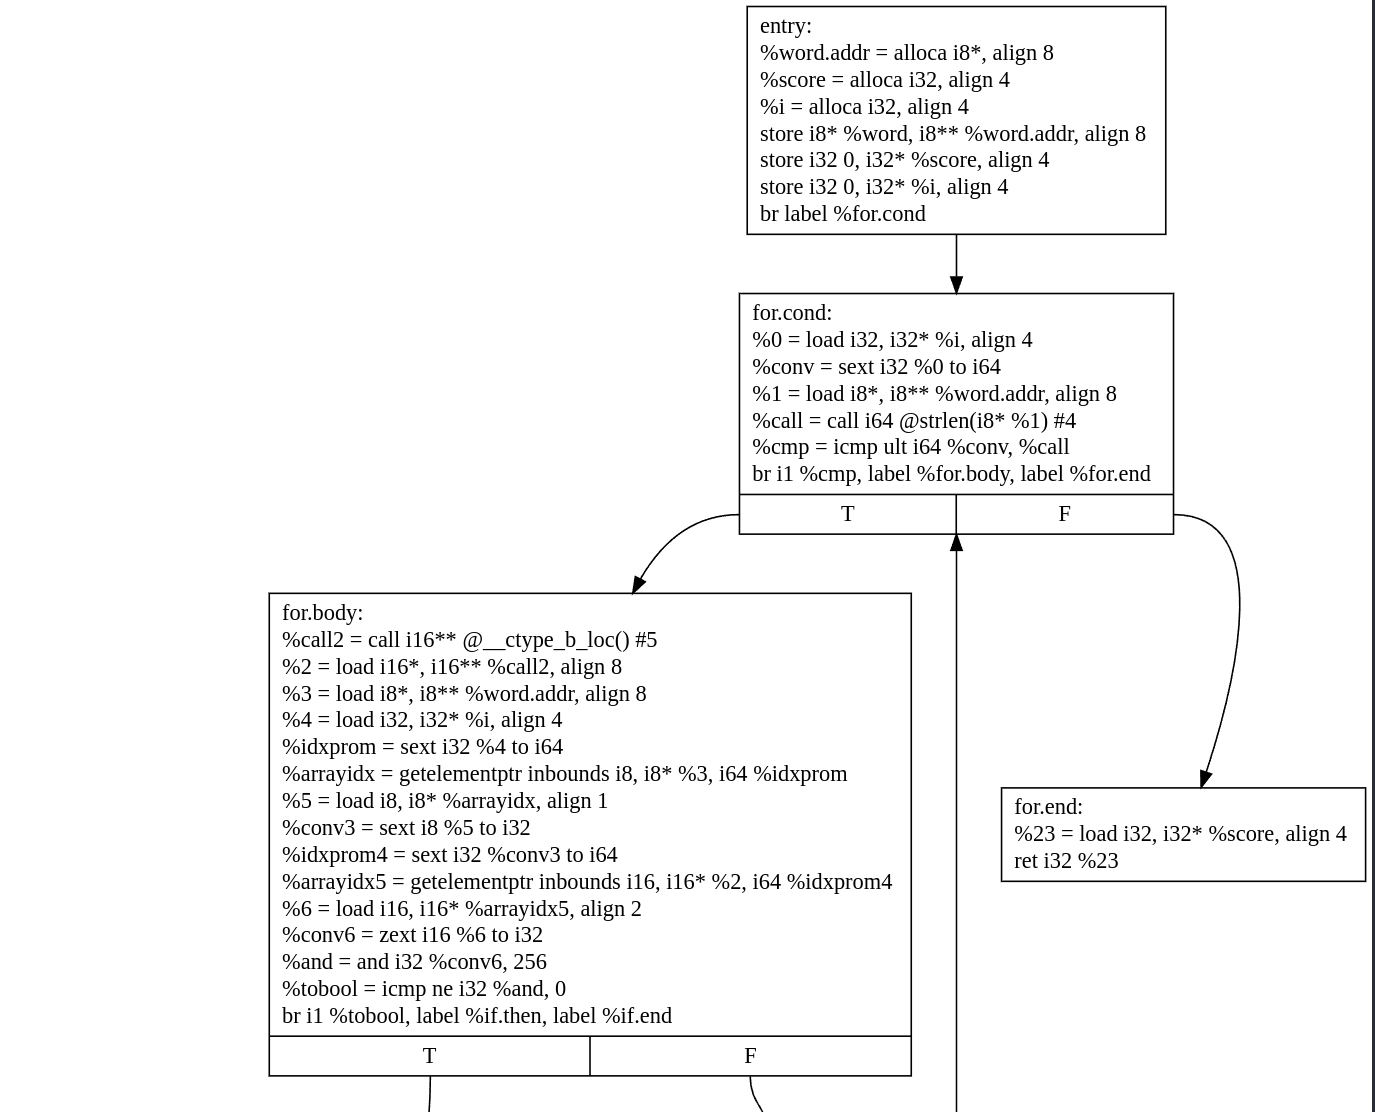 entry:
%word.addr = alloca i8*, align 8
%score = alloca i32, align 4
%i = alloca i32, align 4
store i8* %word, i8** %word.addr, align 8
store i32 0, i32* %score, align 4
store i32 0, i32* %i, align 4
br label %for.cond
for.cond:
%0 = load i32, i32* %i, align 4
%conv = sext i32 %0 to i64
%1 = load i8*, i8** %word.addr, align 8
%call = call i64 @strlen(i8* %1) #4
%cmp = icmp ult i64 %conv, %call
br i1 %cmp, label %for.body, label %for.end
T
F
for.body:
%call2 = call i16** @__ctype_b_loc() #5
%2 = load i16*, i16** %call2, align 8
%3 = load i8*, i8** %word.addr, align 8
%4 = load i32, i32* %i, align 4
%idxprom = sext i32 %4 to i64
%arrayidx = getelementptr inbounds i8, i8* %3, i64 %idxprom
%5 = load i8, i8* %arrayidx, align 1
%conv3 = sext i8 %5 to i32
%idxprom4 = sext i32 %conv3 to i64
%arrayidx5 = getelementptr inbounds i16, i16* %2, i64 %idxprom4
%6 = load i16, i16* %arrayidx5, align 2
%conv6 = zext i16 %6 to i32
%and = and i32 %conv6, 256
%tobool = icmp ne i32 %and, 0
br i1 %tobool, label %if.then, label %if.end
T
F
for.end:
%23 = load i32, i32* %score, align 4
ret i32 %23